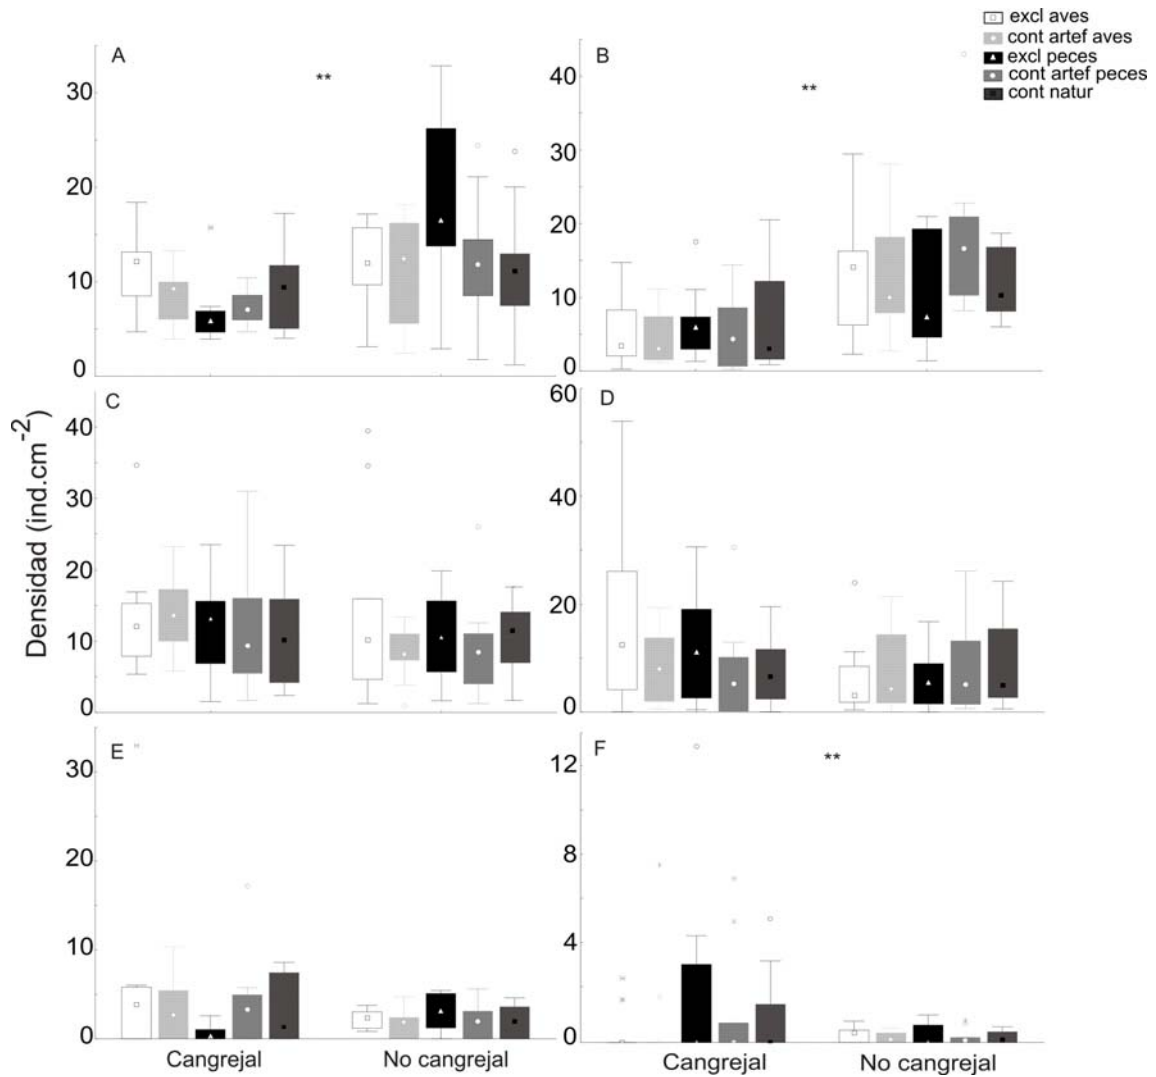 excl aves
cont artef aves
excl peces
cont artef peces
cont natur
A
**
30
20
10
0
B
**
40
30
20
10
0
Densidad (ind.cm-2)
C
40
30
20
10
0
D
60
40
20
0
E
30
20
10
0
F
**
12
8
4
0
Cangrejal
No cangrejal
Cangrejal
No cangrejal